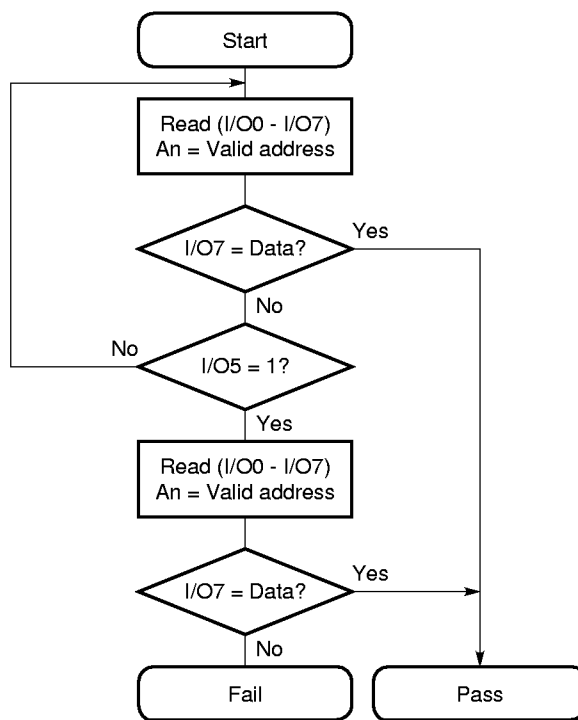 Start
Read (I/O0 - I/O7)
An = Valid address
I/O7 = Data?
Yes
No
I/O5 = 1?
No
Yes
Read (I/O0 - I/O7)
An = Valid address
I/O7 = Data?
Yes
No
Fail
Pass